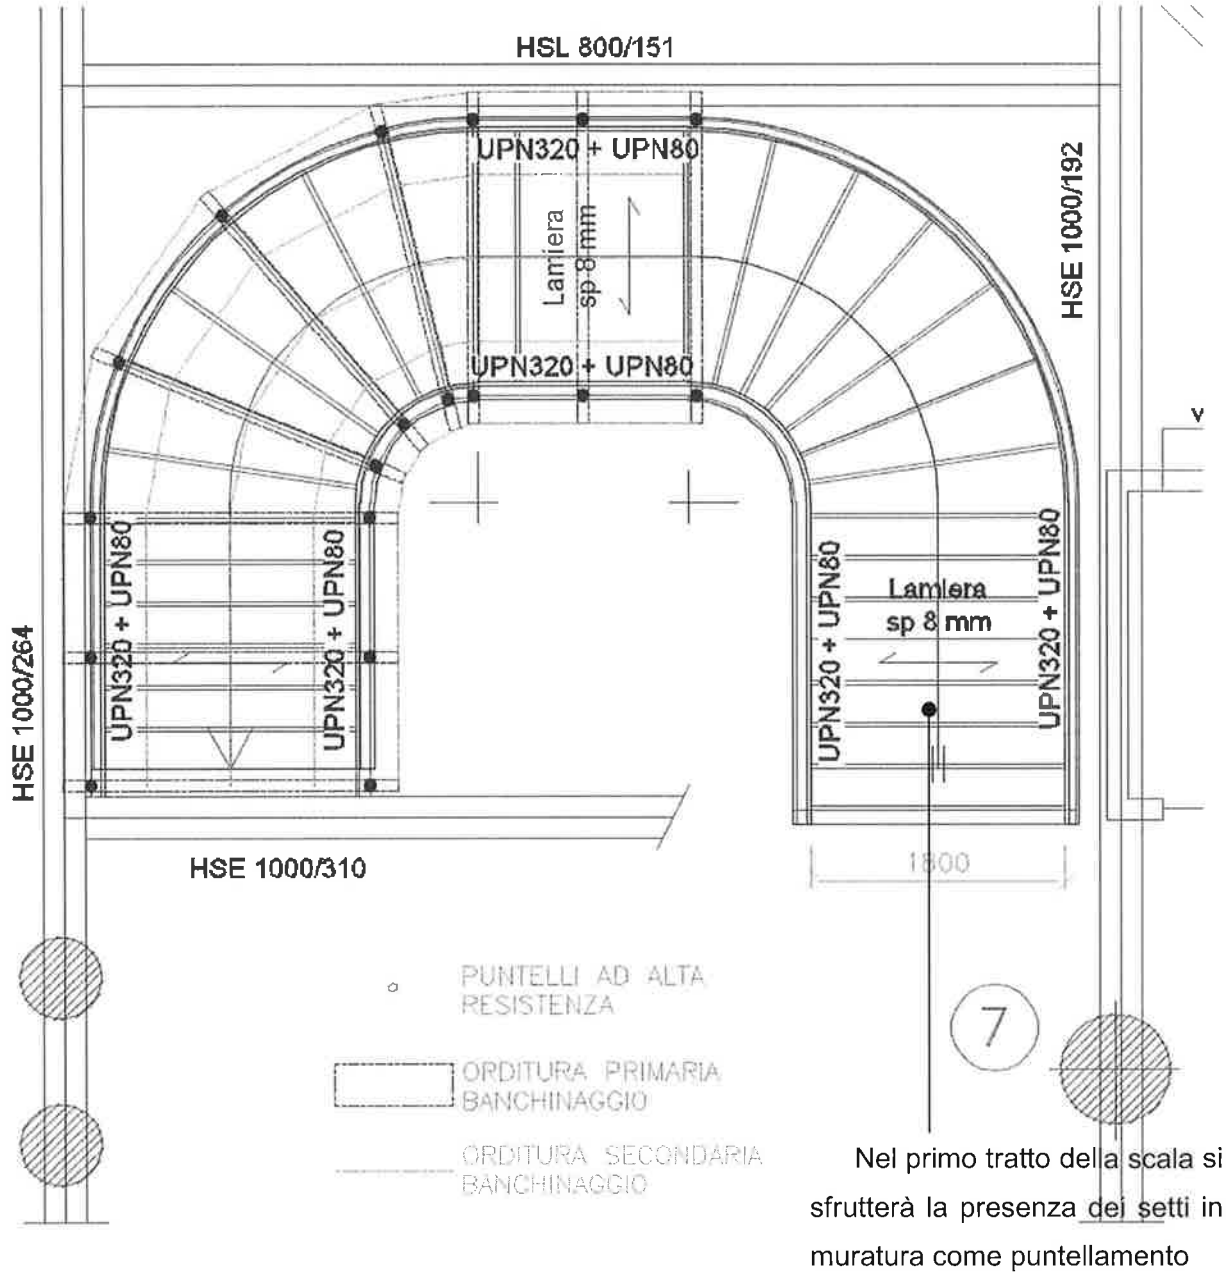 HSL 800/151
UPN320 + UPN80
HSE 1000/192
Lamiera
sp 8 mm
UPN320 + UPN80
v
UPN320 + UPN80
UPN320 + UPN80
UPN320 + UPN80
Lamiera
sp 8 mm
UPN320 + UPN80
HSE 1000/264
HSE 1000/310
1800
PUNTELLI AD ALTA
RESISTENZA
7
ORDITURA PRIMARIA
BANCHINAGGIO
ORDITURA SECONDARIA
BANCHINAGGIO
Nel primo tratto della scala si
sfrutterà la presenza dei setti in
muratura come puntellamento